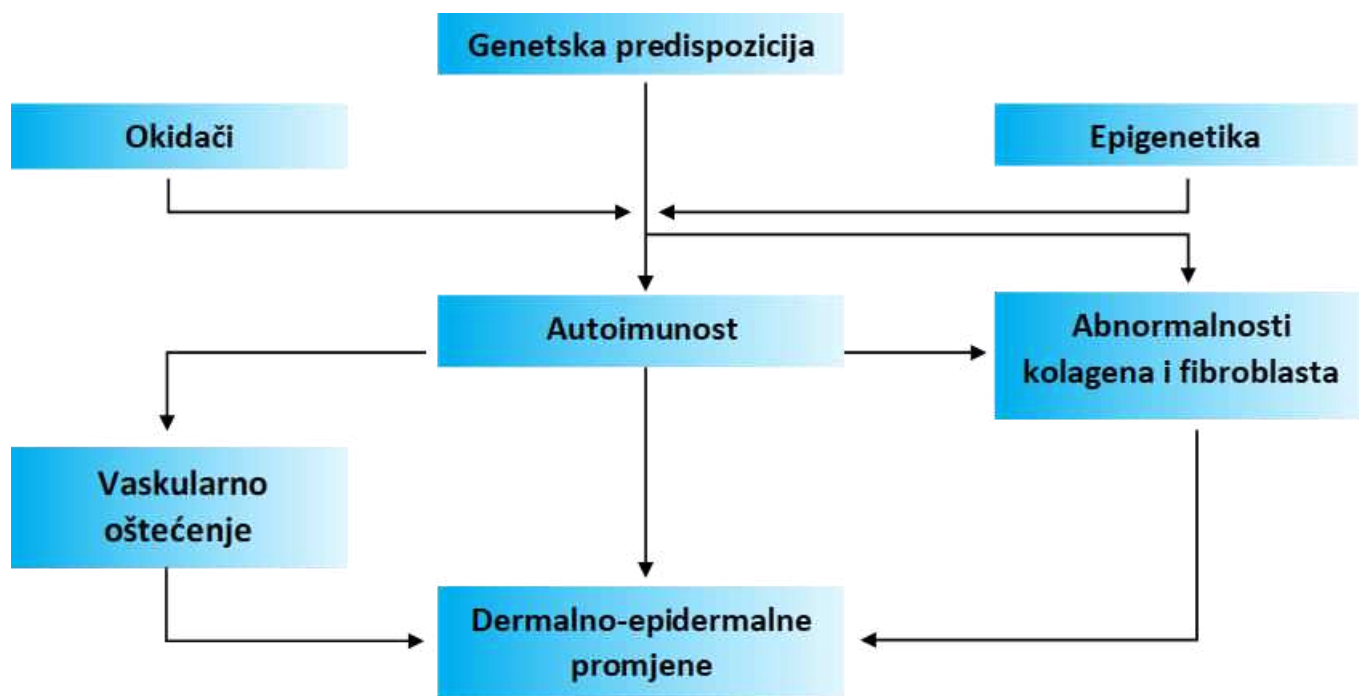 Genetska predispozicija
Okidači
Epigenetika
Autoimunost
Abnormalnosti
kolagena i fibroblasta
Vaskularno
oštećenje
Dermalno-epidermalne
promjene